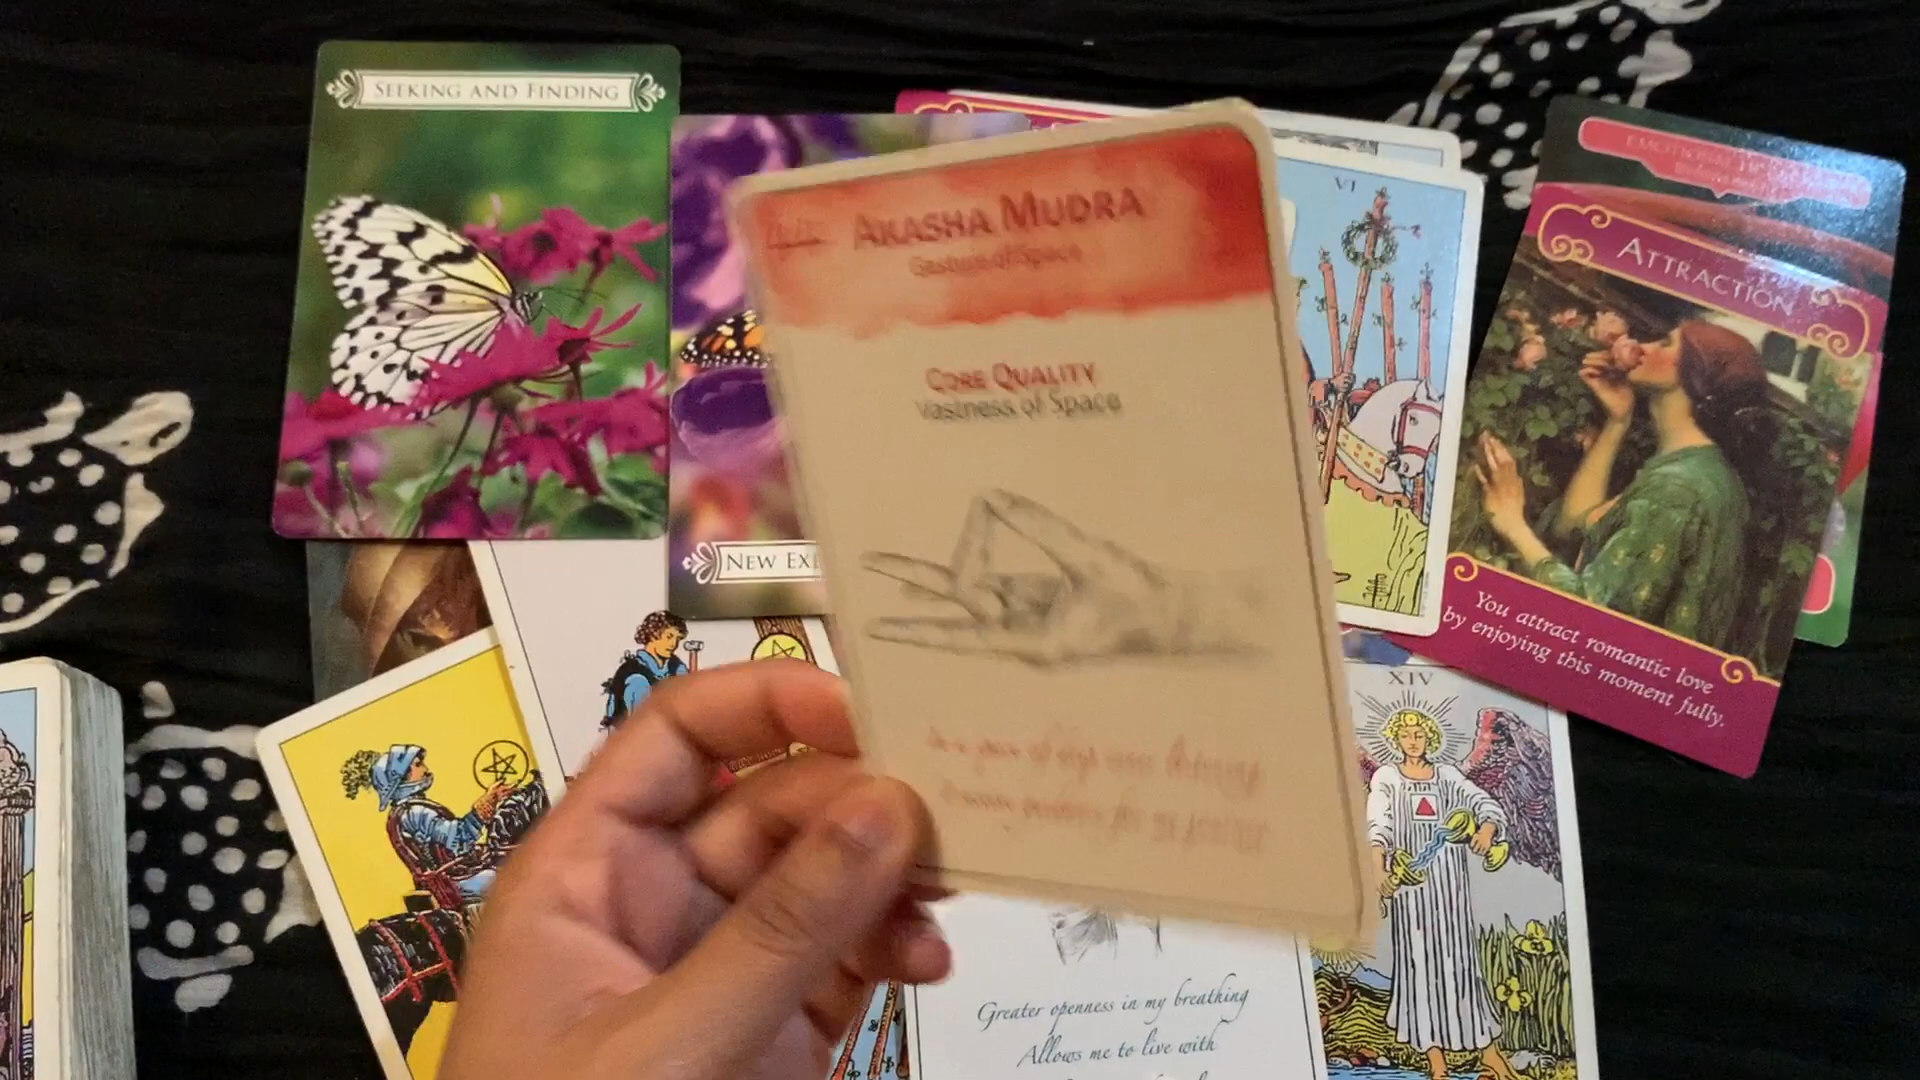 SEEKING AND FINDING
AKASHA MUDRA
Gesture of Space
CORE QUALITY
Vastness of Space
NEW
VI
ATTRACTION
You attract romantic love
by enjoying this moment fully.
XIV
Greater openness in my breathing
Allows me to live with